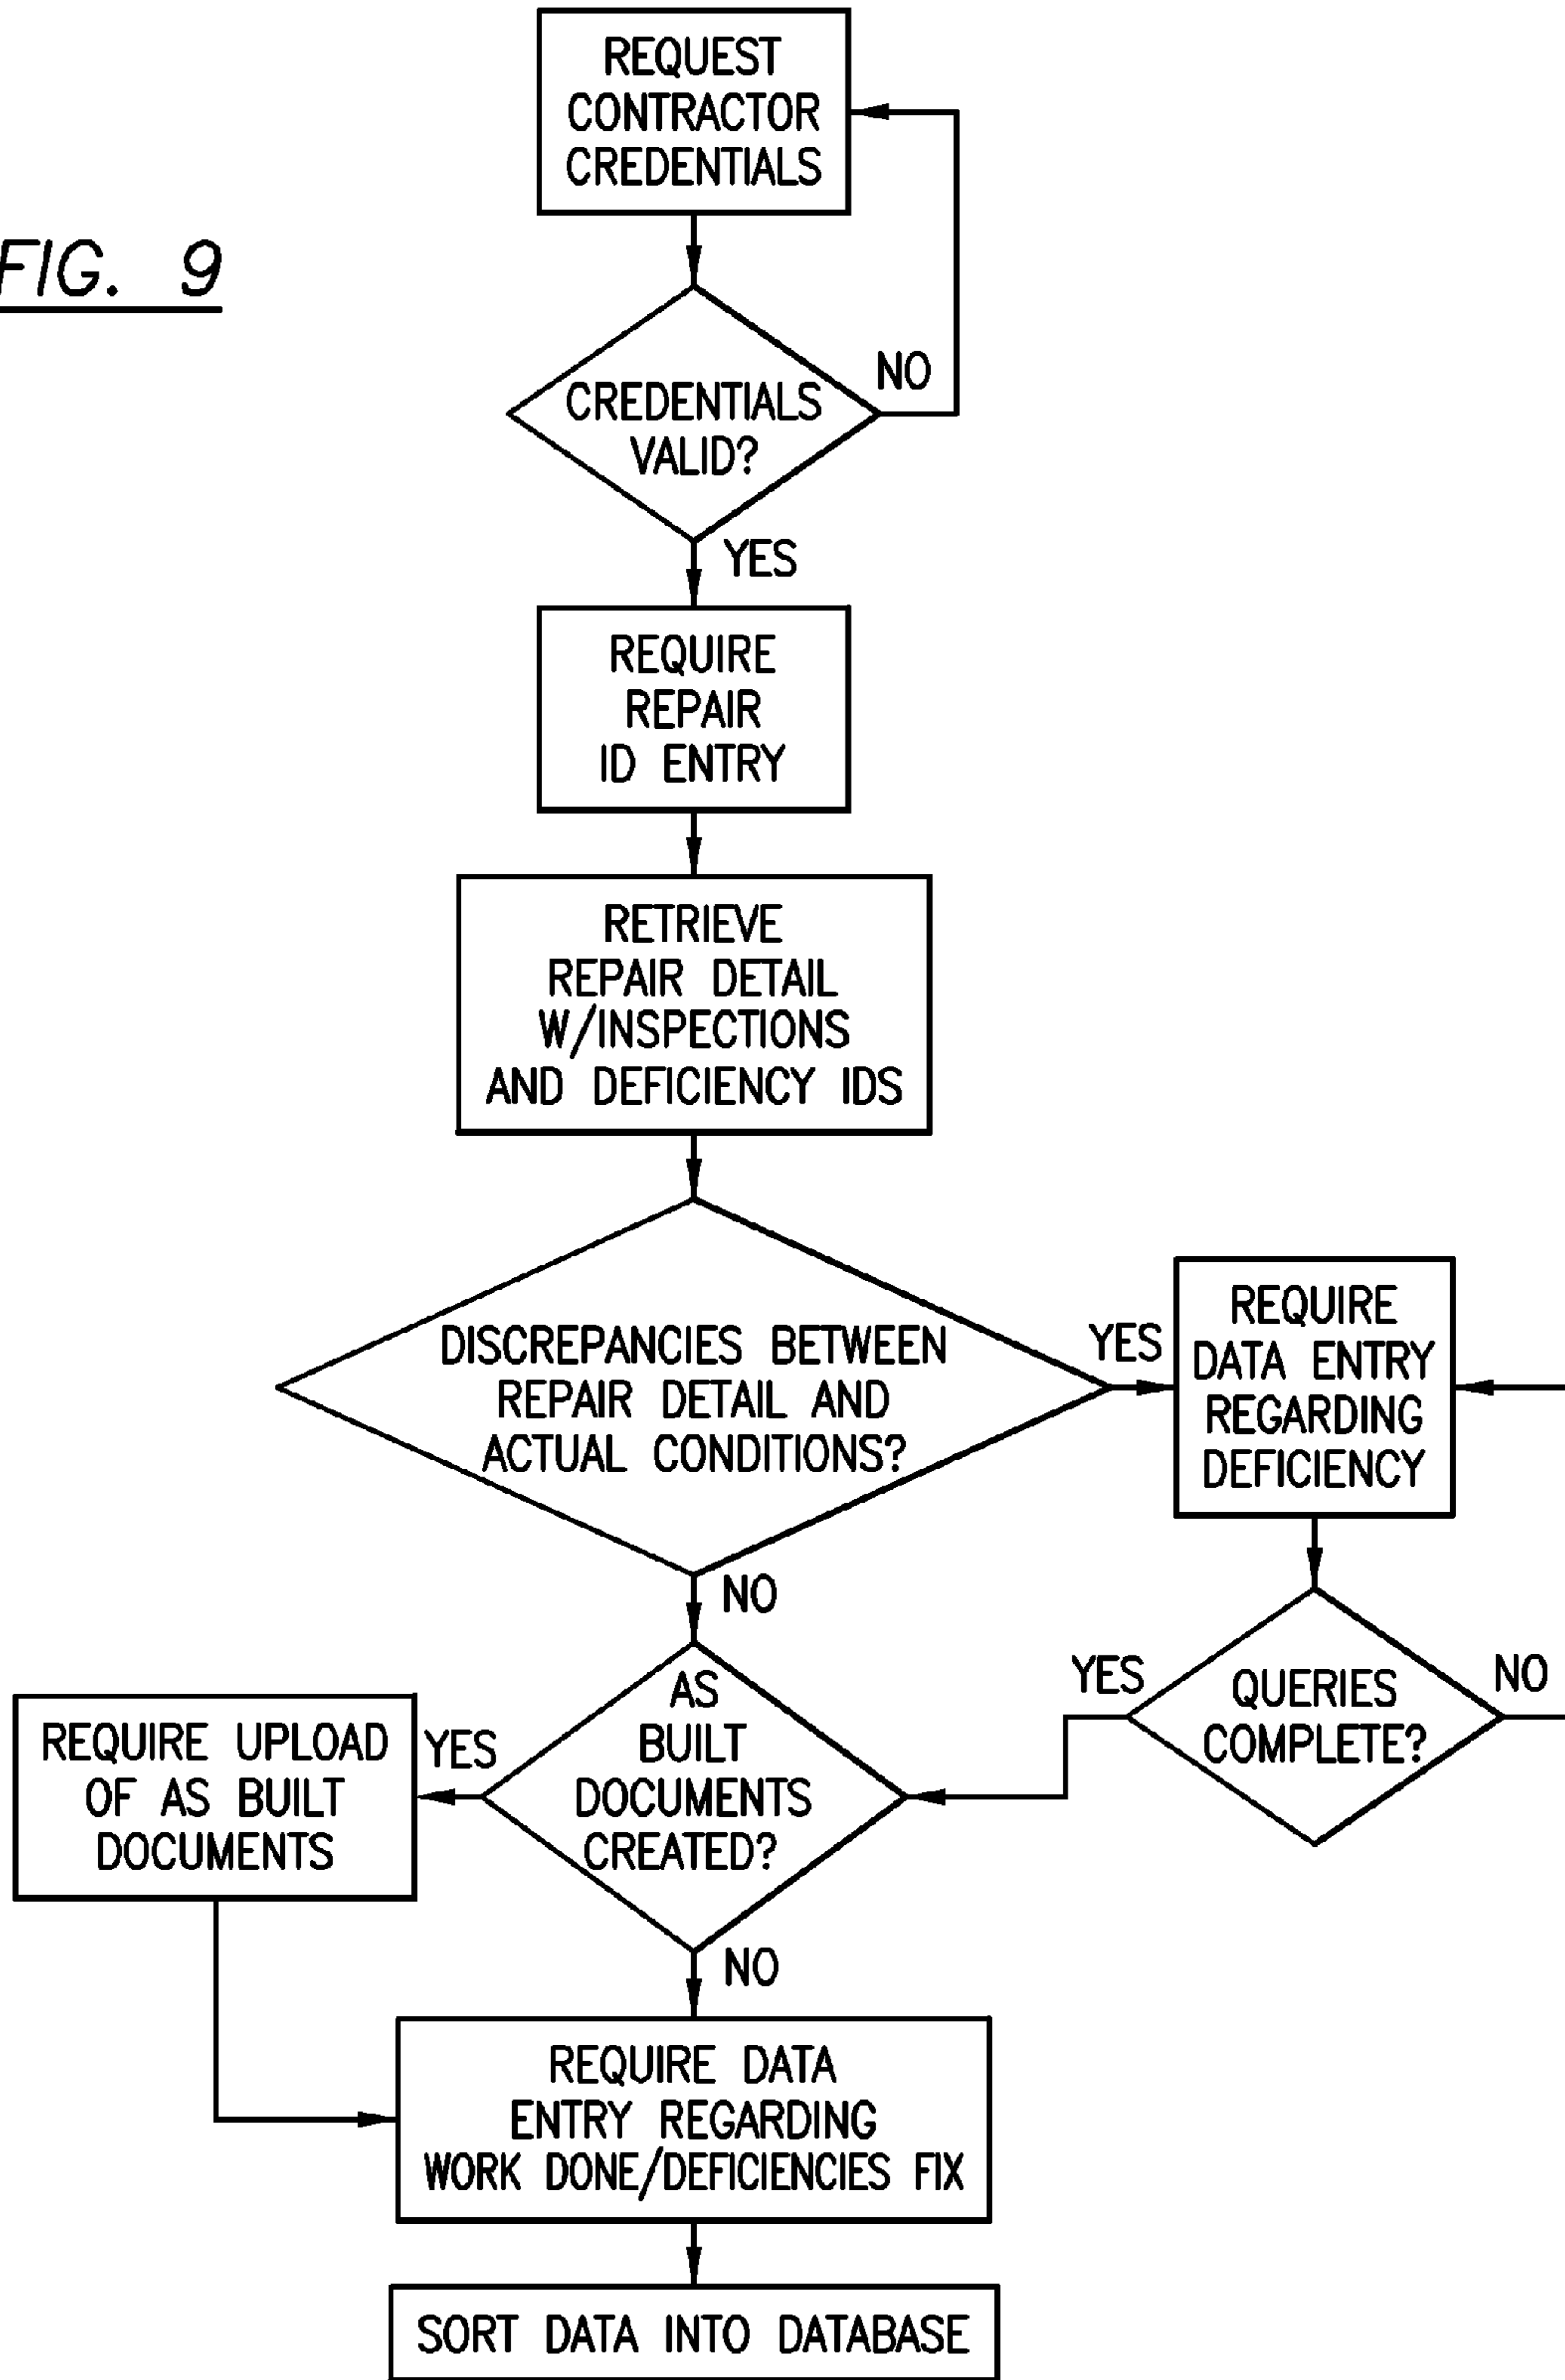 FIG. 9
REQUEST
CONTRACTOR
CREDENTIALS
CREDENTIALS
VALID?
NO
YES
REQUIRE
REPAIR
ID ENTRY
RETRIEVE
REPAIR DETAIL
W/INSPECTIONS
AND DEFICIENCY IDS
DISCREPANCIES BETWEEN
REPAIR DETAIL AND
ACTUAL CONDITIONS?
YES
REQUIRE
DATA ENTRY
REGARDING
DEFICIENCY
NO
QUERIES
COMPLETE?
YES
NO
AS
BUILT
DOCUMENTS
CREATED?
YES
REQUIRE UPLOAD
OF AS BUILT
DOCUMENTS
NO
REQUIRE DATA
ENTRY REGARDING
WORK DONE/DEFICIENCIES FIX
SORT DATA INTO DATABASE